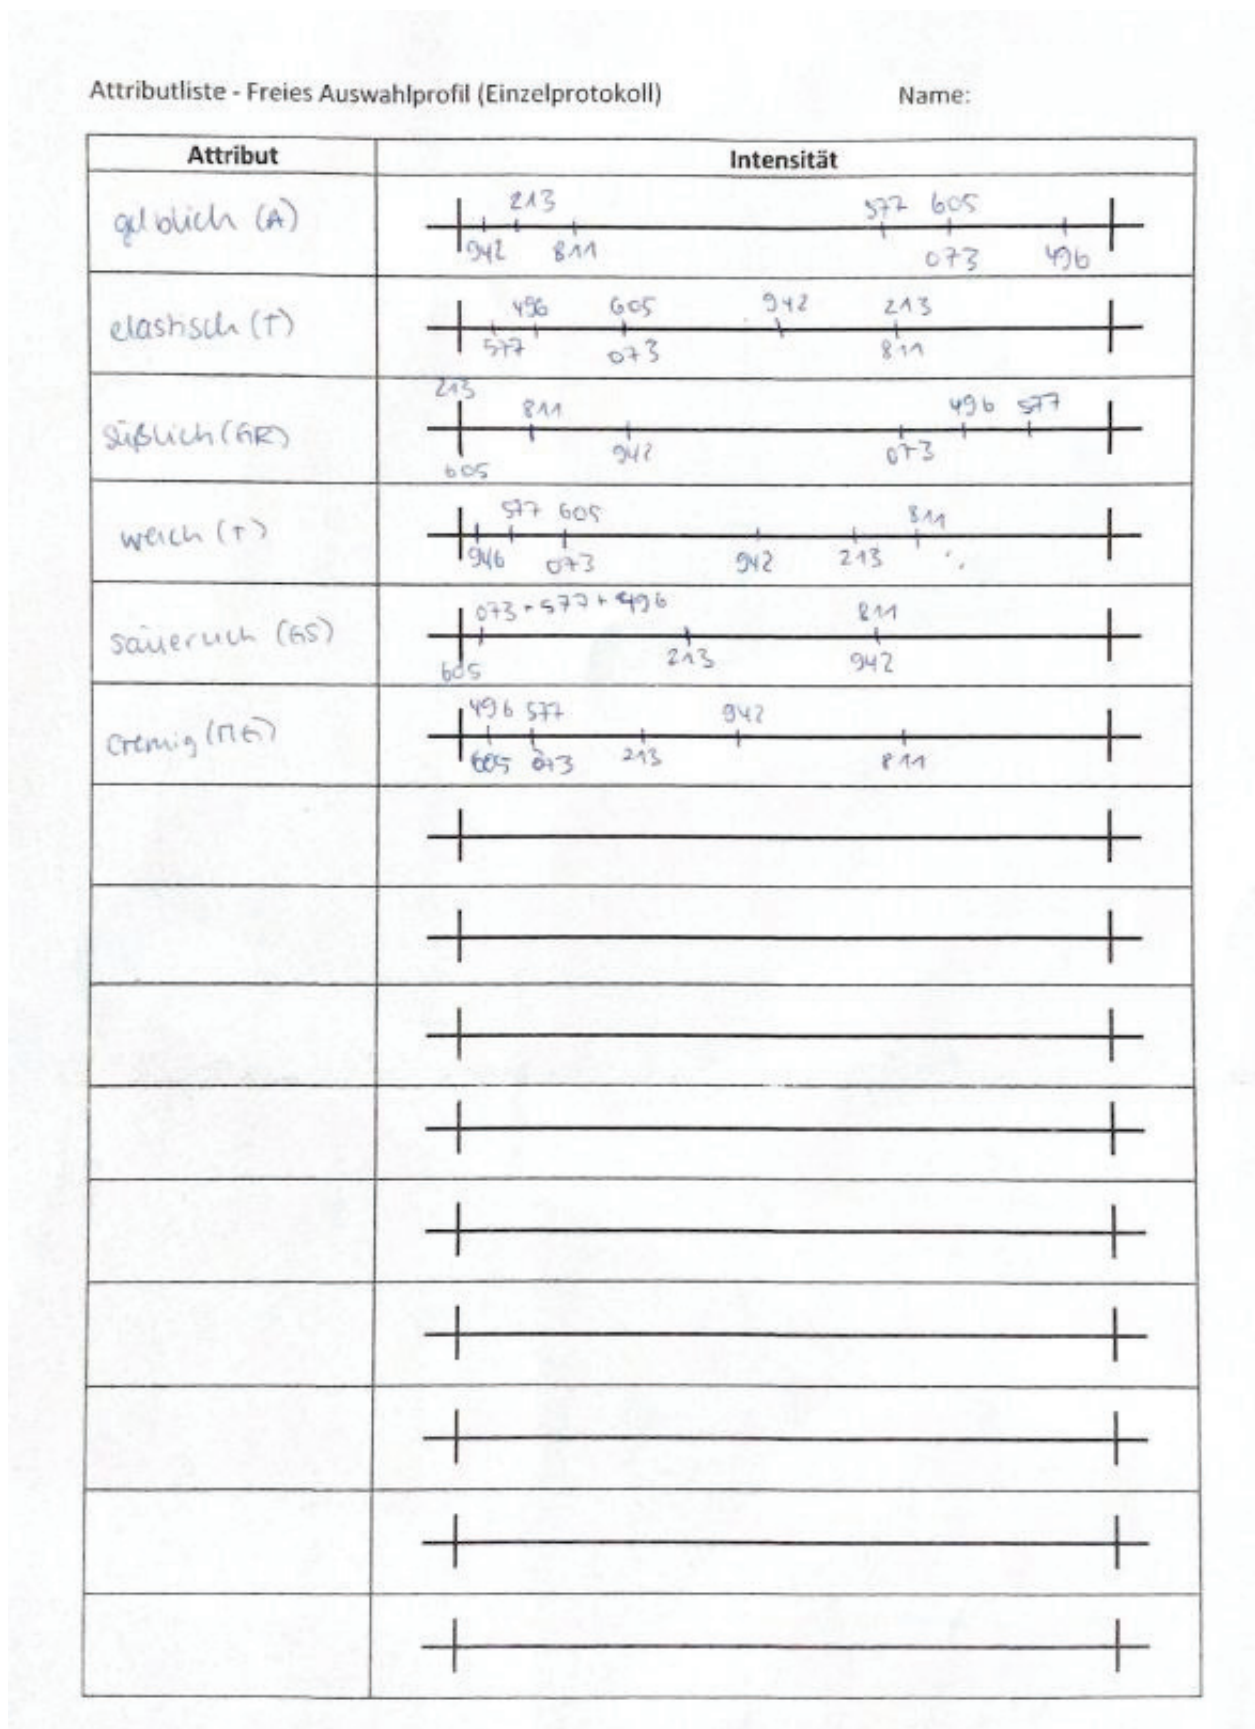 Attributliste - Freies Auswahlprofil (Einzelprotokoll) Name:
Attribut Intensität
gelblich (A) 213 577 605
942 811 073 496
elastisch (T) 496 605 942 213
577 073 811
süßlich (GR) 213 811 496 577
605 942 073
weich (T) 577 605 811
946 073 942 213
säuerlich (GS) 073 + 577 + 496 811
605 213 942
cremig (MG) 496 577 942
605 073 213 811